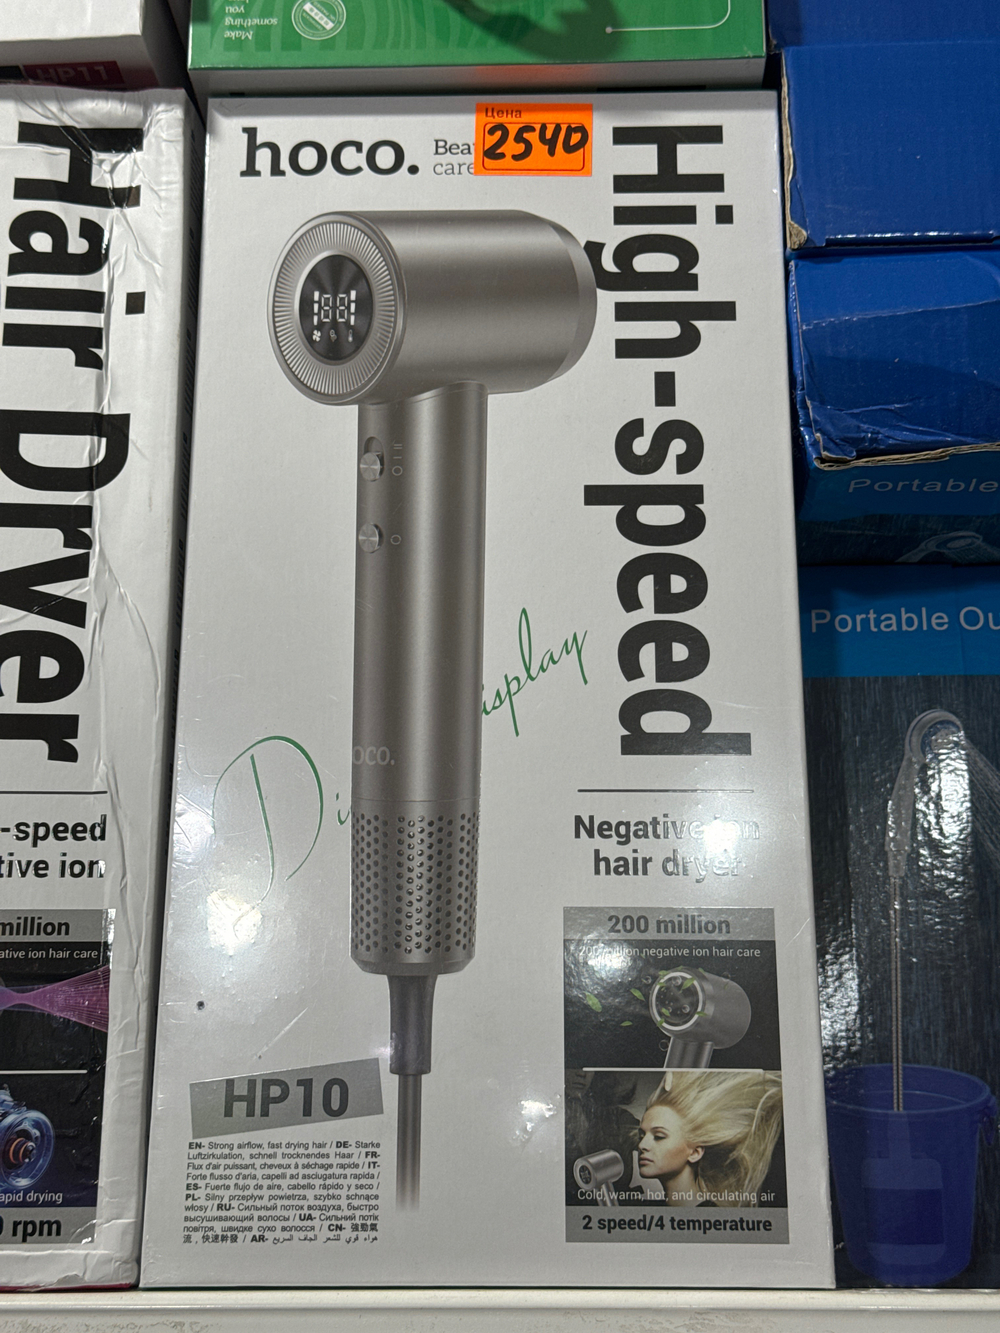 Make
something
you
HP11
hoco.
Bea
care
Цена
2540
High-speed
Display
hoco.
Negative ion
hair dryer
200 million
200 million negative ion hair care
Cold, warm, hot, and circulating air
2 speed/4 temperature
HP10
EN- Strong airflow, fast drying hair / DE- Starke
Luftzirkulation, schnell trocknendes Haar / FR-
Flux d'air puissant, cheveux à séchage rapide / IT-
Forte flusso d'aria, capelli ad asciugatura rapida /
ES- Fuerte flujo de aire, cabello rápido y seco /
PL- Silny przepływ powietrza, szybko schnące
włosy / RU- Сильный поток воздуха, быстро
высушивающий волосы / UA- Сильний потік
повітря, швидке сухо волосся / CN- 強勁氣
流，快速幹發 / AR- هواء قوي للشعر الجاف السريع
Hair Dryer
-speed
tive ion
million
ative ion hair care
apid drying
0 rpm
Portable
Portable Ou